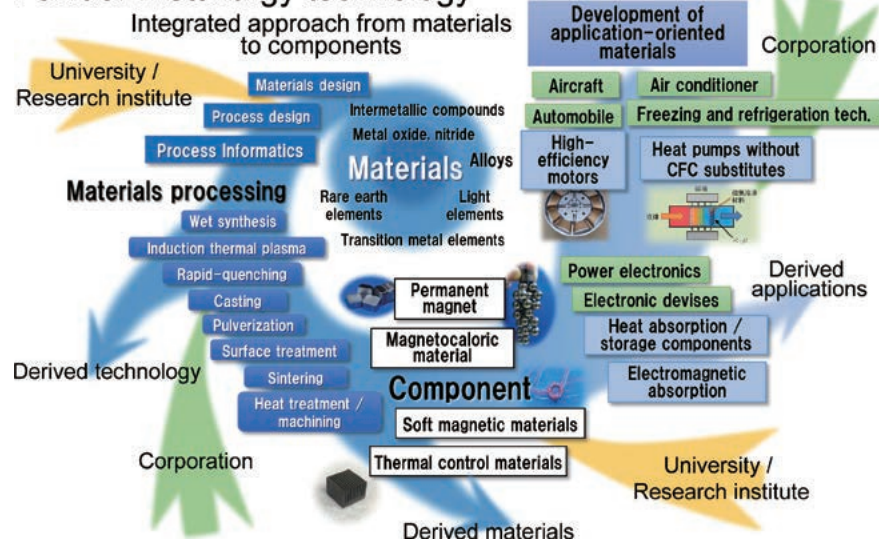 Integrated approach from materials
to components
University /
Research institute
Materials design
Process design
Process Informatics
Materials processing
Wet synthesis
Induction thermal plasma
Rapid-quenching
Casting
Pulverization
Surface treatment
Sintering
Heat treatment /
machining
Derived technology
Corporation
Intermetallic compounds
Metal oxide. nitride
Materials
Alloys
Rare earth
elements
Light
elements
Transition metal elements
Permanent
magnet
Magnetocaloric
material
Component
Soft magnetic materials
Thermal control materials
Derived materials
Development of
application-oriented
materials
Corporation
Aircraft
Air conditioner
Automobile
Freezing and refrigeration tech.
High-
efficiency
motors
Heat pumps without
CFC substitutes
Power electronics
Electronic devises
Derived
applications
Heat absorption /
storage components
Electromagnetic
absorption
University /
Research institute